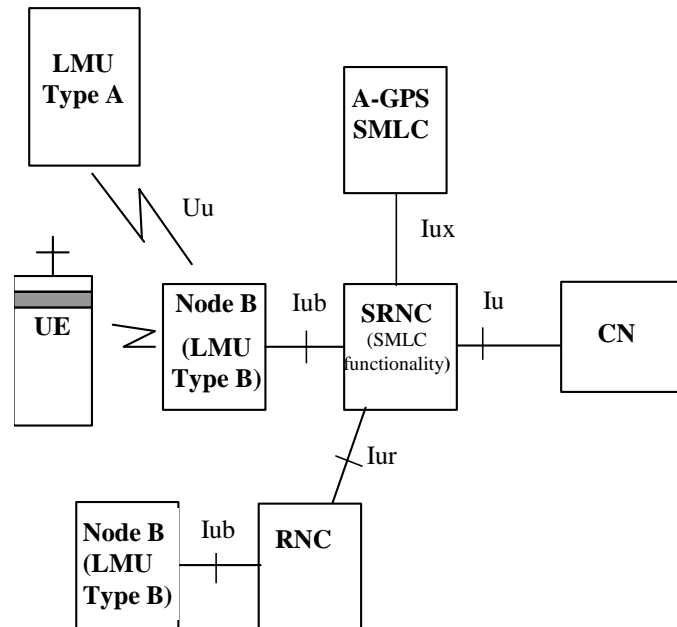 LMU
Type A
A-GPS
SMLC
Uu
Iux
UE
Node B
(LMU
Type B)
Iub
SRNC
(SMLC
functionality)
Iu
CN
Iur
Node B
(LMU
Type B)
Iub
RNC